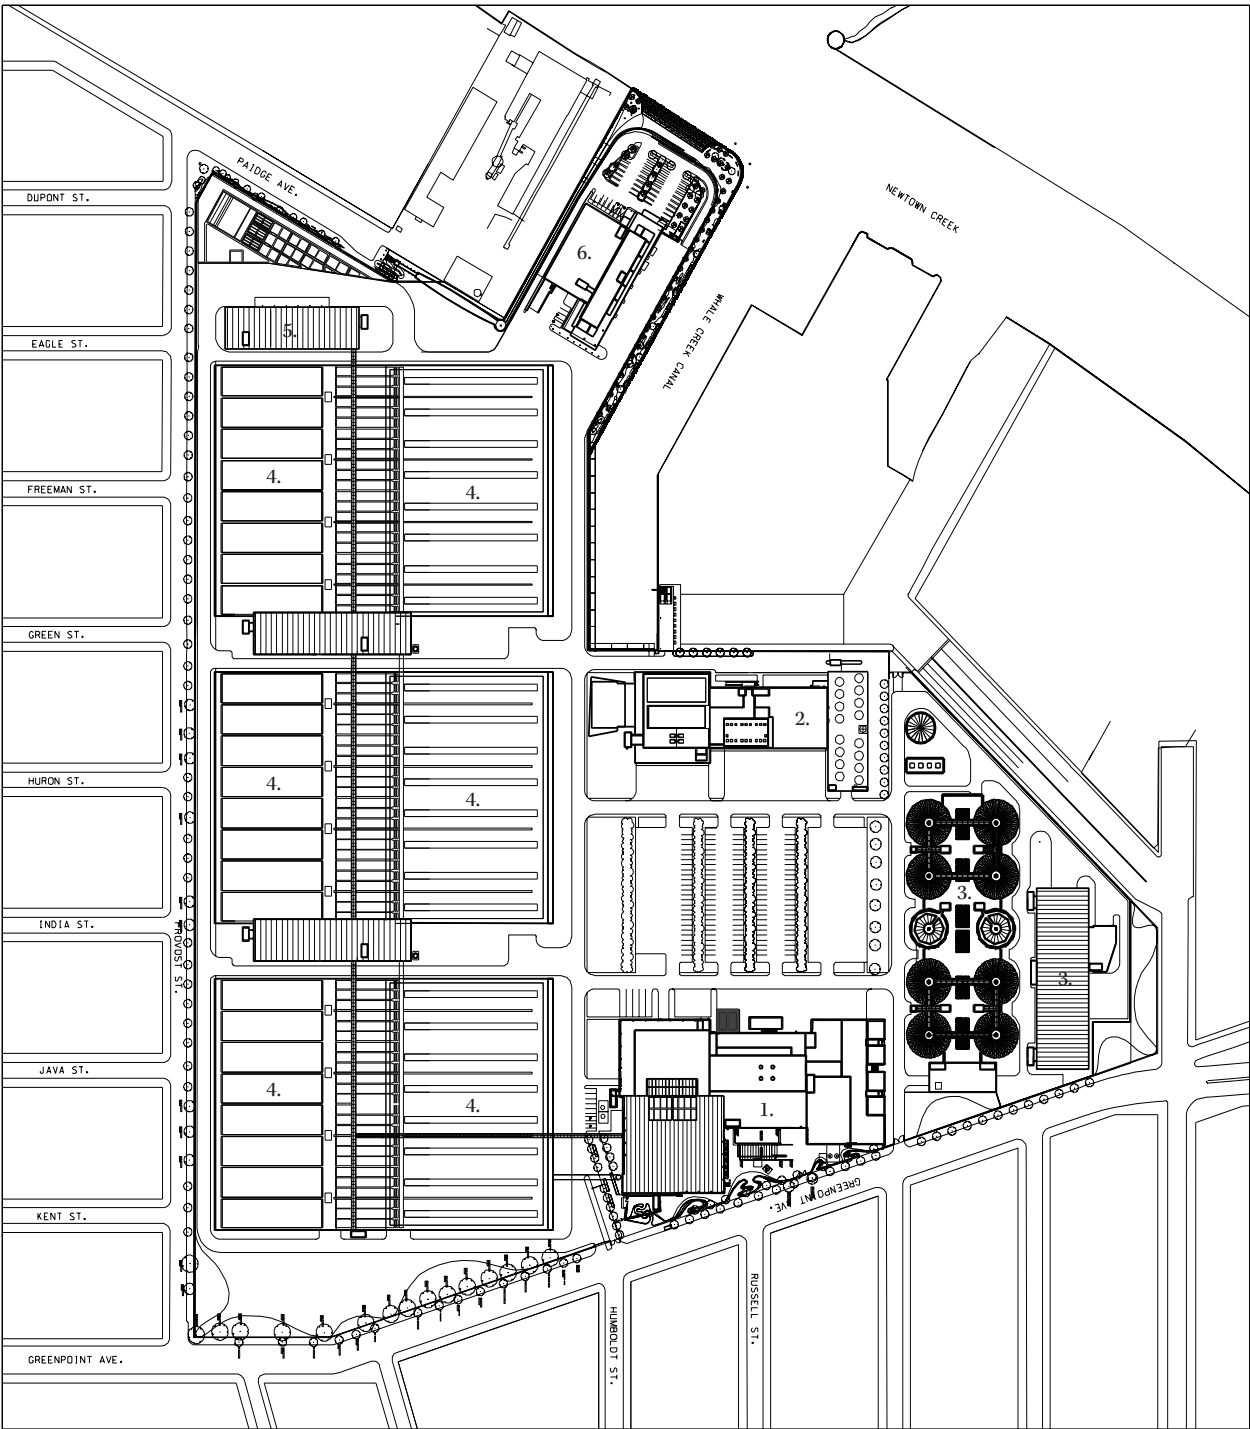 PAIDGE AVE.
DUPONT ST.
NEWTOWN CREEK
6.
WHALE CREEK CANAL
5.
EAGLE ST.
4.
4.
FREEMAN ST.
GREEN ST.
2.
HURON ST.
4.
4.
3.
INDIA ST.
PROVOST ST.
3.
JAVA ST.
4.
4.
1.
GREENPOINT AVE.
KENT ST.
RUSSELL ST.
HUMBOLDT ST.
GREENPOINT AVE.